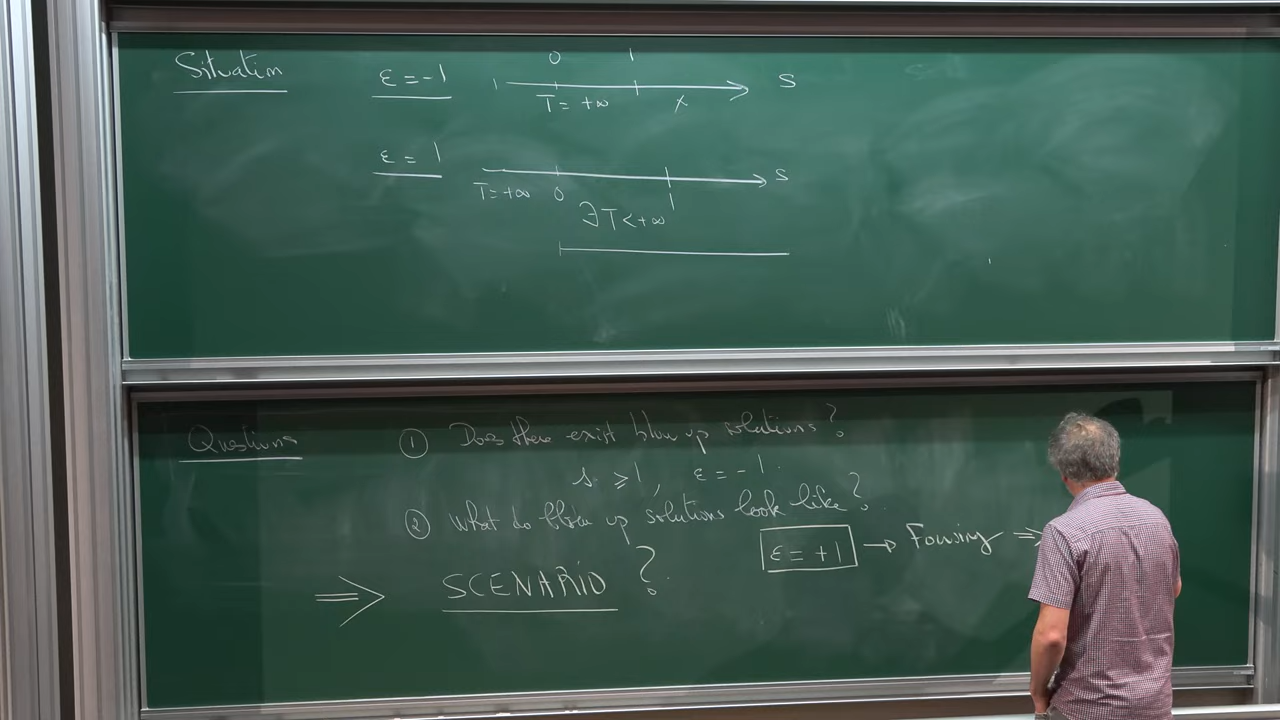 Situation
0 1
ε = -1 s
T = +∞ x
ε = 1 s
T = +∞ 0 1
∃ T < +∞
Questions ① Does there exist blow up solutions?
s ≥ 1, ε = -1.
② What do blow up solutions look like?
ε = +1 → Focusing ⇒
⇒ SCENARIO ?